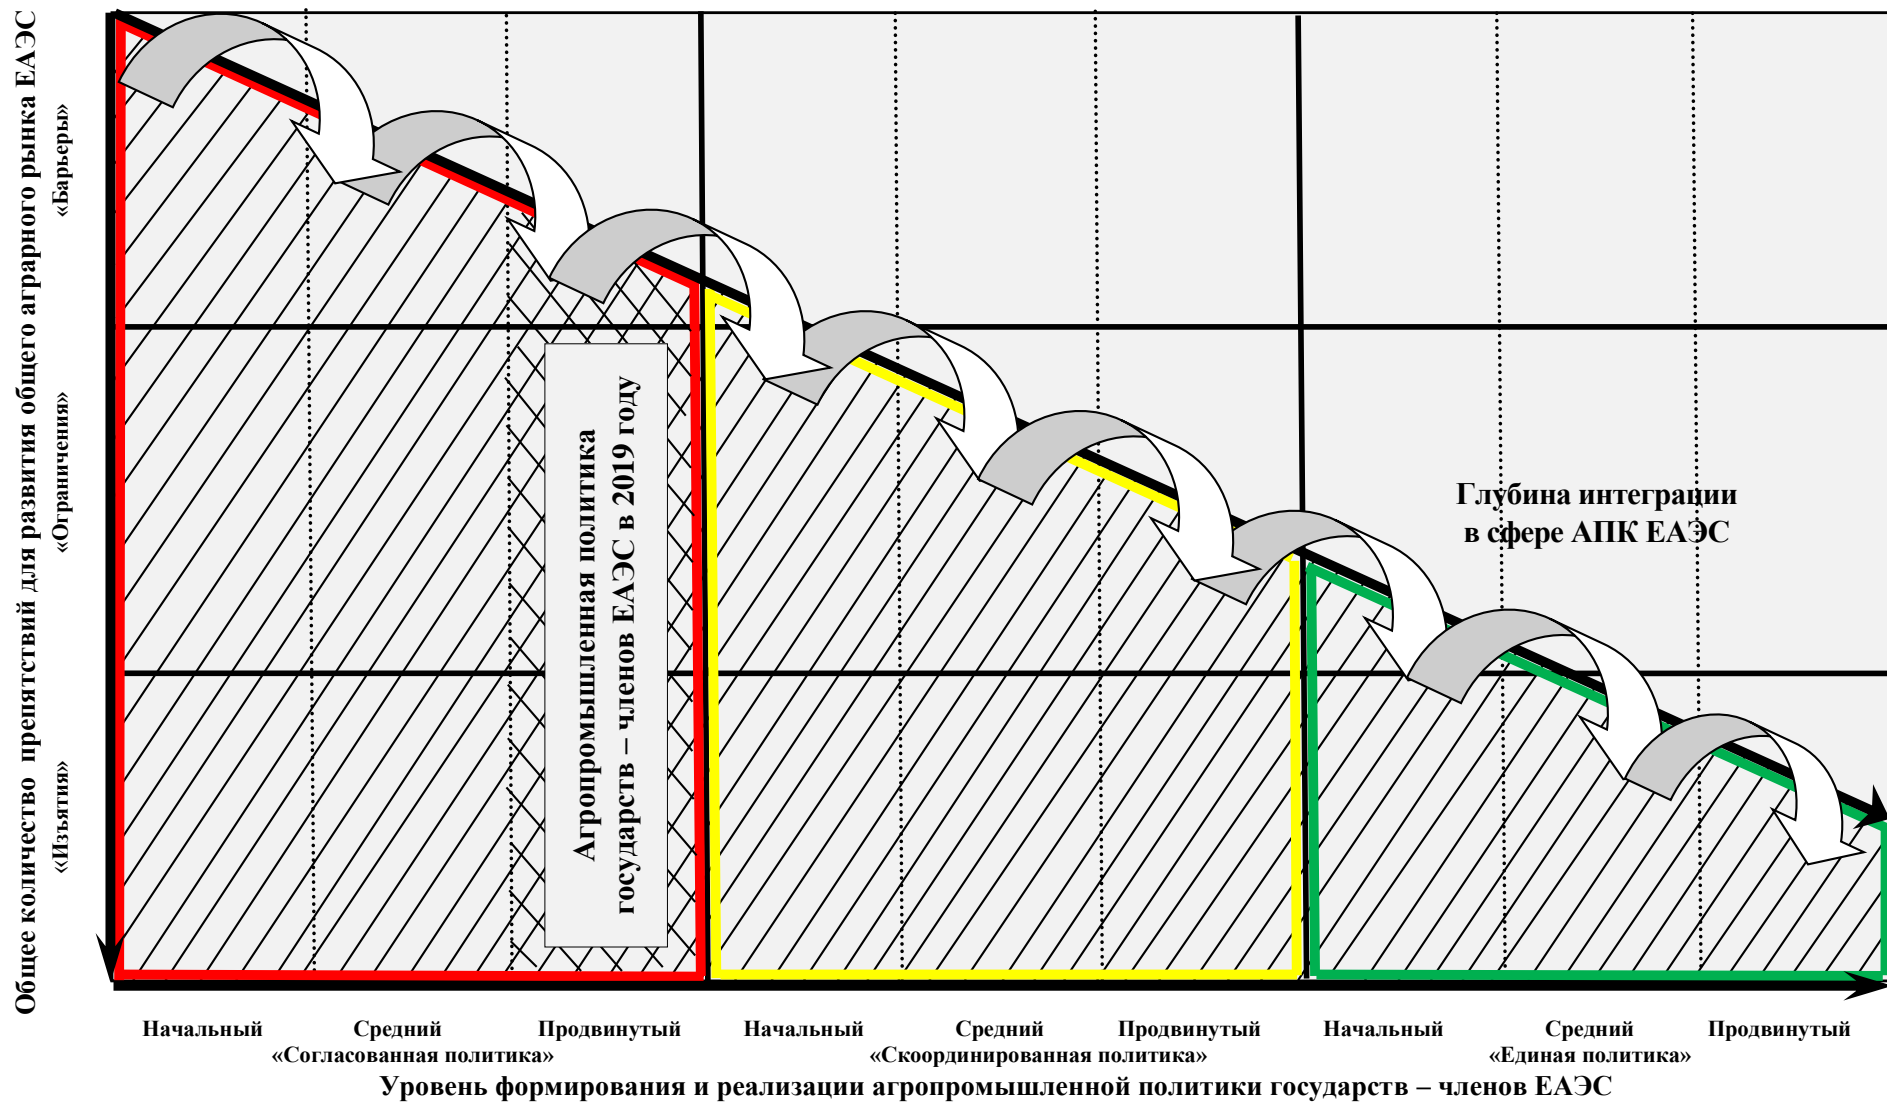 Общее количество препятствий для развития общего аграрного рынка ЕАЭС
«Барьеры»
«Ограничения»
«Изъятия»
Агропромышленная политика
государств – членов ЕАЭС в 2019 году
Глубина интеграции
в сфере АПК ЕАЭС
Начальный Средний Продвинутый Начальный Средний Продвинутый Начальный Средний Продвинутый
«Согласованная политика» «Скоординированная политика» «Единая политика»
Уровень формирования и реализации агропромышленной политики государств – членов ЕАЭС